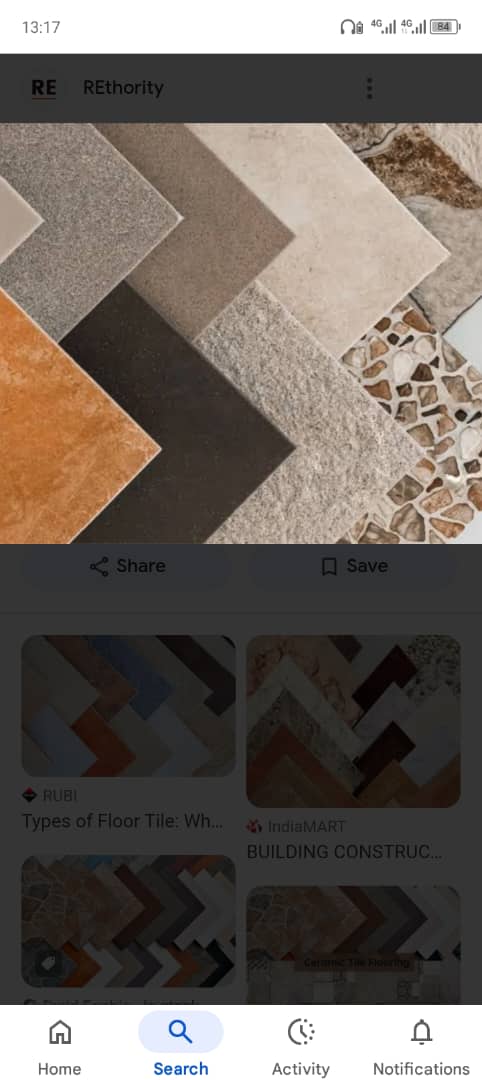 13:17
4G
4G
84
RE
REthority
Share
Save
RUBI
Types of Floor Tile: Wh...
IndiaMART
BUILDING CONSTRUC...
Ceramic Tile Flooring
Home
Search
Activity
Notifications